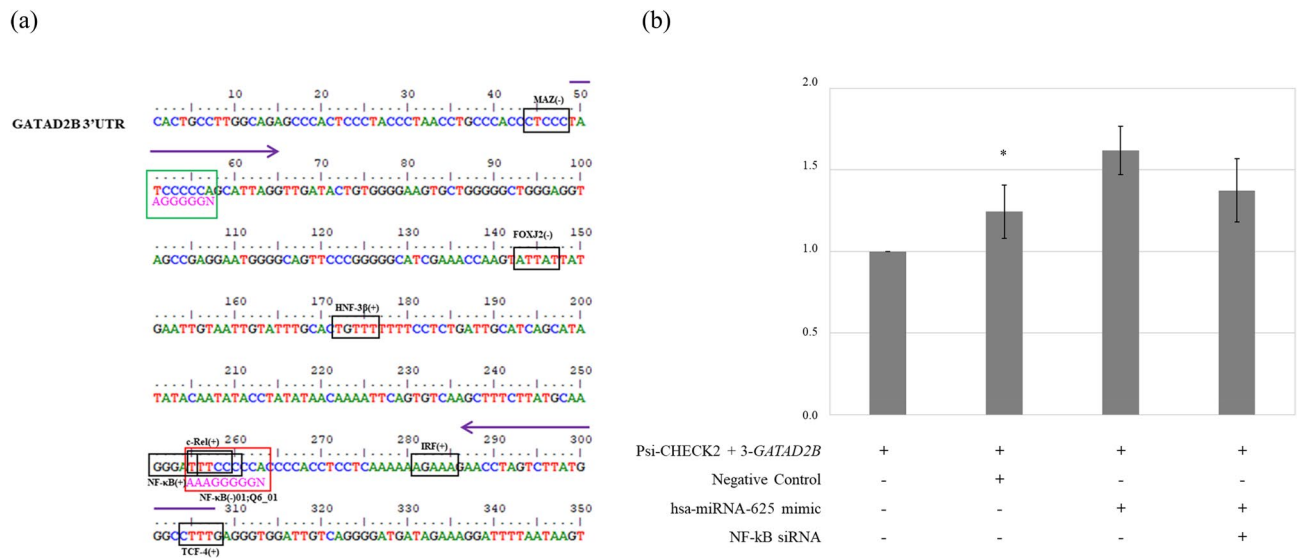 (a)
(b)
GATAD2B 3'UTR
10 20 30 40 50
MAZ(-)
CACTGCCTTGGCAGAGCCCACTCCCTACCCTAACCTGCCCACCCTCCCTA
60 70 80 90 100
TCCCCCAGCATTAGGTTGATACTGTGGGGAAGTGCTGGGGGCTGGGAGGT
AGGGGGN
110 120 130 140 150
FOXJ2(-)
AGCCGAGGAATGGGGCAGTTCCCGGGGGCATCGAAACCAAGTATTATTAT
160 170 180 190 200
HNF-3β(+)
GAATTGTAATTGTATTTGCACTGTTTTTTTCCTCTGATTGCATCAGCATA
210 220 230 240 250
TATACAATATACCTATATAACAAAATTCAGTGTCAAGCTTTCTTATGCAA
c-Rel(+) 260 270 280 290 300
IRF(+)
GGGATTTCCCCCACCCCACCTCCTCAAAAAAGAAAGAACCTAGTCTTATG
NF-κB(+) AAAGGGGGN
NF-κB(-)01;Q6_01
310 320 330 340 350
GGCCTTTGAGGGTGGATTGTCAGGGGATGATAGAAAGGATTTTAATAAGT
TCF-4(+)
2.0
1.5
1.0
0.5
0.0
*
Psi-CHECK2 + 3-GATAD2B + + + +
Negative Control - + - -
hsa-miRNA-625 mimic - - + +
NF-kB siRNA - - - +